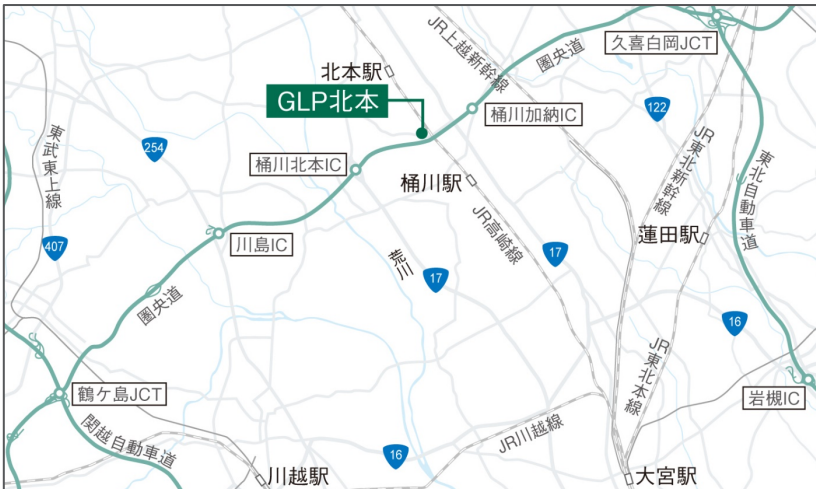 久喜白岡JCT
JR上越新幹線
圏央道
北本駅
GLP北本
桶川加納IC
122
東武東上線
254
桶川北本IC
桶川駅
JR東北新幹線
東北自動車道
蓮田駅
407
川島IC
荒川
JR高崎線
17
17
圏央道
16
JR東北本線
鶴ケ島JCT
岩槻IC
関越自動車道
JR川越線
16
川越駅
大宮駅